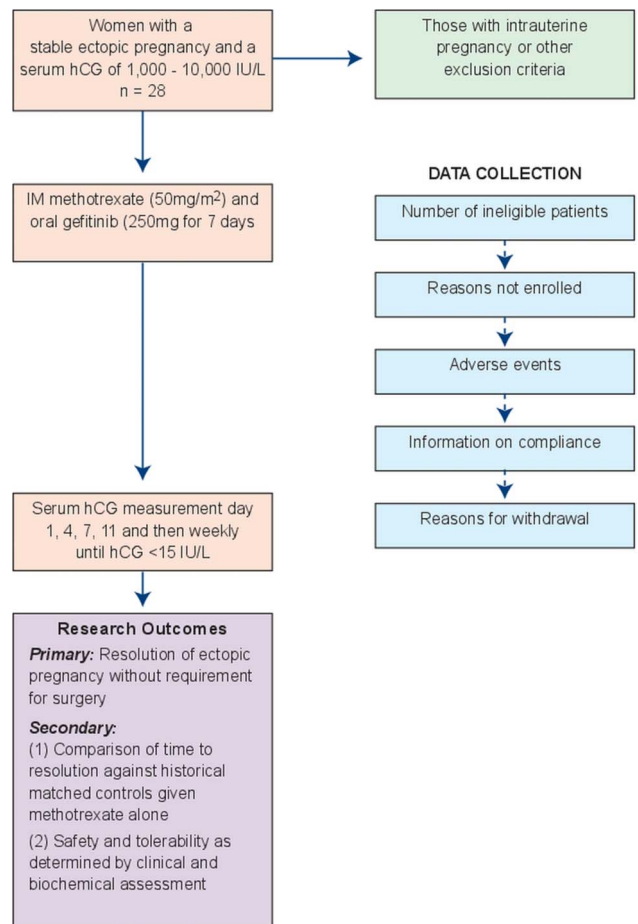 Women with a
stable ectopic pregnancy and a
serum hCG of 1,000 - 10,000 IU/L
n = 28
Those with intrauterine
pregnancy or other
exclusion criteria
IM methotrexate (50mg/m²) and
oral gefitinib (250mg for 7 days
DATA COLLECTION
Number of ineligible patients
Reasons not enrolled
Adverse events
Information on compliance
Reasons for withdrawal
Serum hCG measurement day
1, 4, 7, 11 and then weekly
until hCG <15 IU/L
Research Outcomes
Primary: Resolution of ectopic
pregnancy without requirement
for surgery
Secondary:
(1) Comparison of time to
resolution against historical
matched controls given
methotrexate alone
(2) Safety and tolerability as
determined by clinical and
biochemical assessment